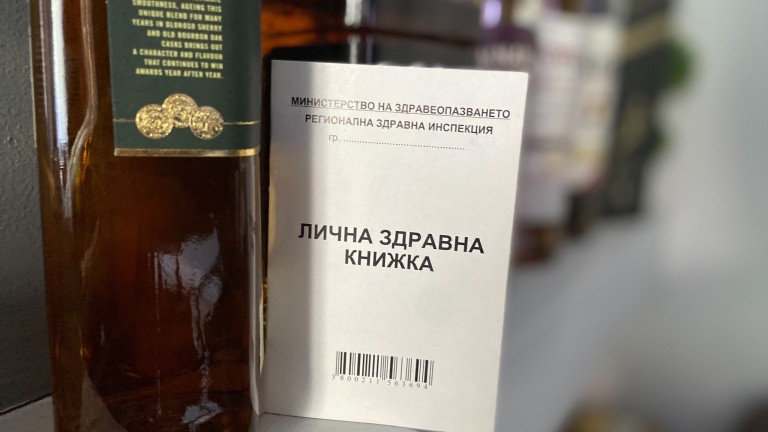 SMOOTHNESS, AGEING THIS
UNIQUE BLEND FOR MANY
YEARS IN OLOROSO SHERRY
AND OLD BOURBON OAK
CASKS BRINGS OUT
A CHARACTER AND FLAVOUR
THAT CONTINUES TO WIN
AWARDS YEAR AFTER YEAR.
МИНИСТЕРСТВО НА ЗДРАВЕОПАЗВАНЕТО
РЕГИОНАЛНА ЗДРАВНА ИНСПЕКЦИЯ
гр. ............................................
ЛИЧНА ЗДРАВНА
КНИЖКА
3800211563694